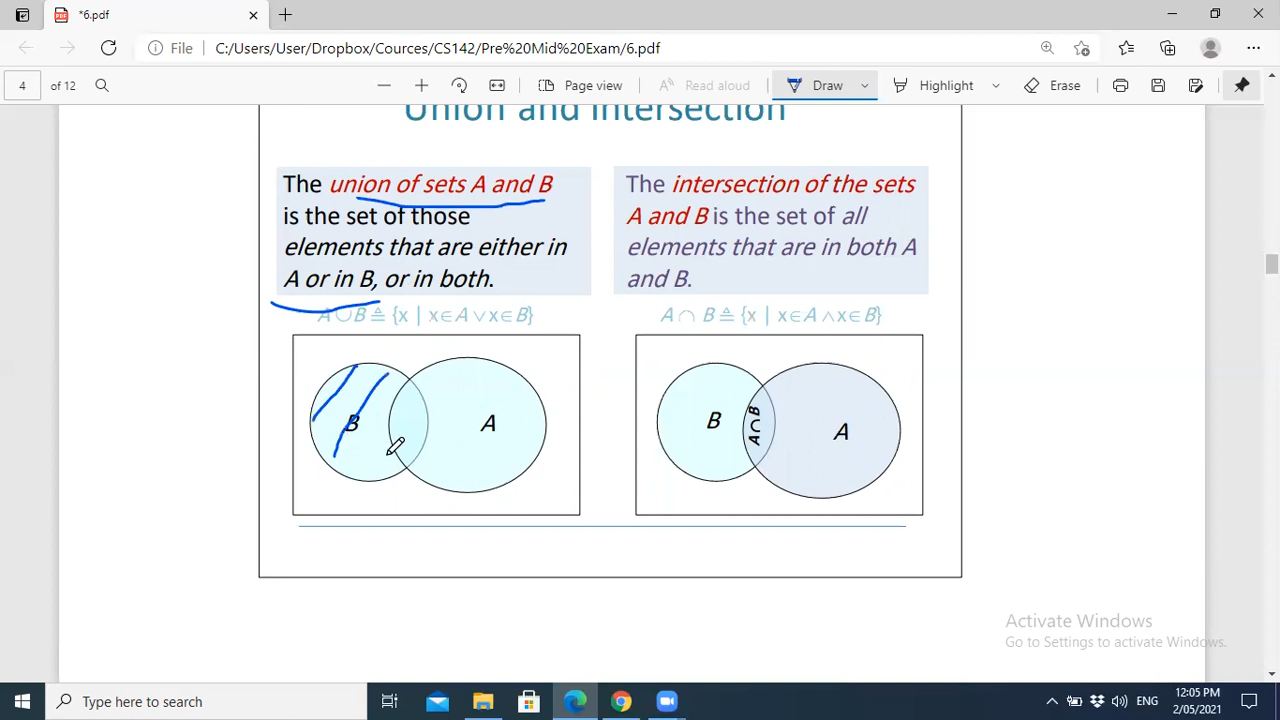 *6.pdf
File C:/Users/User/Dropbox/Cources/CS142/Pre%20Mid%20Exam/6.pdf
4 of 12 Page view Read aloud Draw Highlight Erase
Union and Intersection
The union of sets A and B
is the set of those
elements that are either in
A or in B, or in both.
A ∪ B ≜ {x | x∈A ∨ x∈B}
B A
The intersection of the sets
A and B is the set of all
elements that are in both A
and B.
A ∩ B ≜ {x | x∈A ∧ x∈B}
B A∩B A
Activate Windows
Go to Settings to activate Windows.
Type here to search
ENG
12:05 PM
2/05/2021